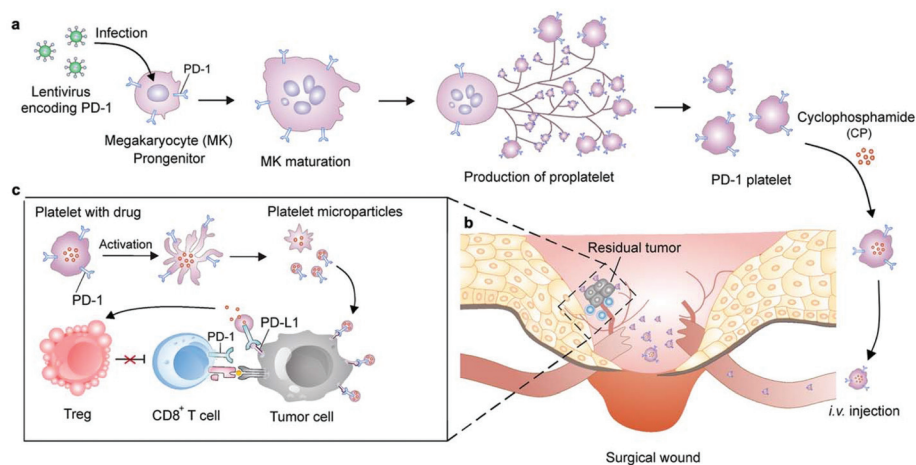 a
Infection
PD-1
Lentivirus
encoding PD-1
Megakaryocyte (MK)
Prongenitor
MK maturation
Production of proplatelet
PD-1 platelet
Cyclophosphamide
(CP)
c
Platelet with drug
Activation
Platelet microparticles
PD-1
PD-L1
PD-1
Treg
CD8⁺ T cell
Tumor cell
b
Residual tumor
i.v. injection
Surgical wound